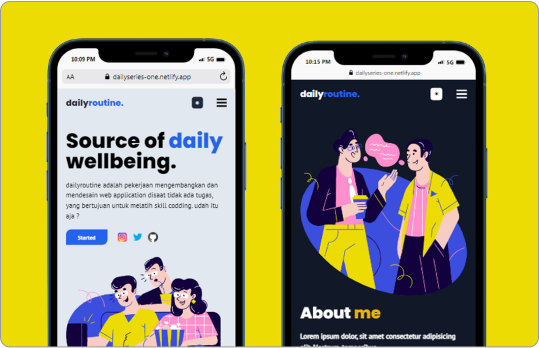 10:09 PM
5G
AA
dailyseries-one.netlify.app
dailyroutine.
Source of daily
wellbeing.
dailyroutine adalah pekerjaan mengembangkan dan
mendesain web application disaat tidak ada tugas,
yang bertujuan untuk melatih skill codding. udah itu
aja ?
Started
10:15 PM
5G
dailyseries-one.netlify.app
dailyroutine.
About me
Lorem ipsum dolor, sit amet consectetur adipisicing